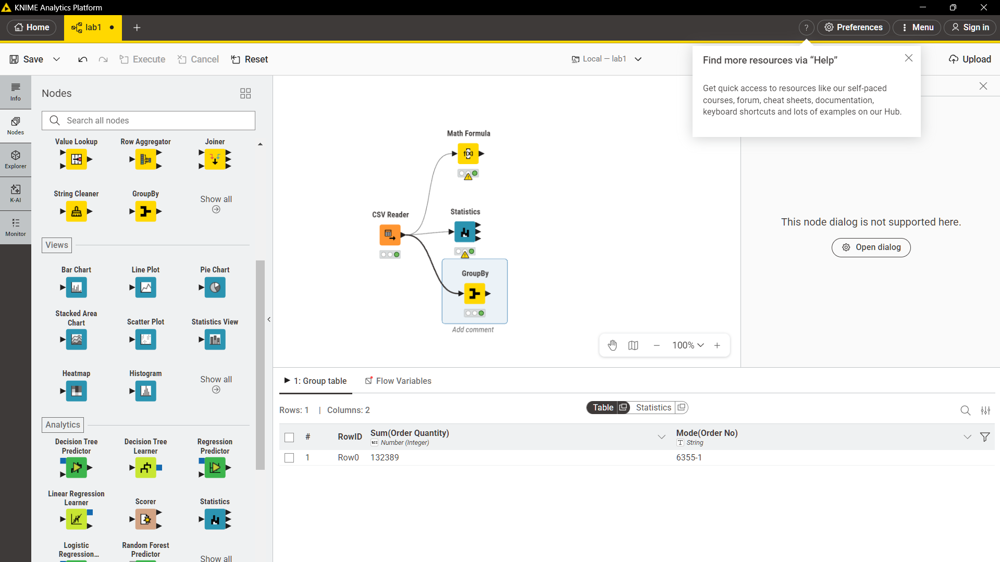 KNIME Analytics Platform
Home
lab1
?
Preferences
Menu
Sign in
Save
Execute
Cancel
Reset
Local — lab1
Upload
Find more resources via “Help”
Get quick access to resources like our self-paced
courses, forum, cheat sheets, documentation,
keyboard shortcuts and lots of examples on our Hub.
Info
Nodes
Explorer
K-AI
Monitor
Nodes
Search all nodes
Value Lookup
Row Aggregator
Joiner
String Cleaner
GroupBy
Show all
Views
Bar Chart
Line Plot
Pie Chart
Stacked Area
Chart
Scatter Plot
Statistics View
Heatmap
Histogram
Show all
Analytics
Decision Tree
Predictor
Decision Tree
Learner
Regression
Predictor
Linear Regression
Learner
Scorer
Statistics
Logistic
Regression...
Random Forest
Predictor
Show all
Math Formula
f(x)
CSV Reader
Statistics
GroupBy
Add comment
100%
This node dialog is not supported here.
Open dialog
1: Group table
Flow Variables
Rows: 1 | Columns: 2
Table
Statistics
# RowID Sum(Order Quantity) Mode(Order No)
Number (Integer) T String
1 Row0 132389 6355-1